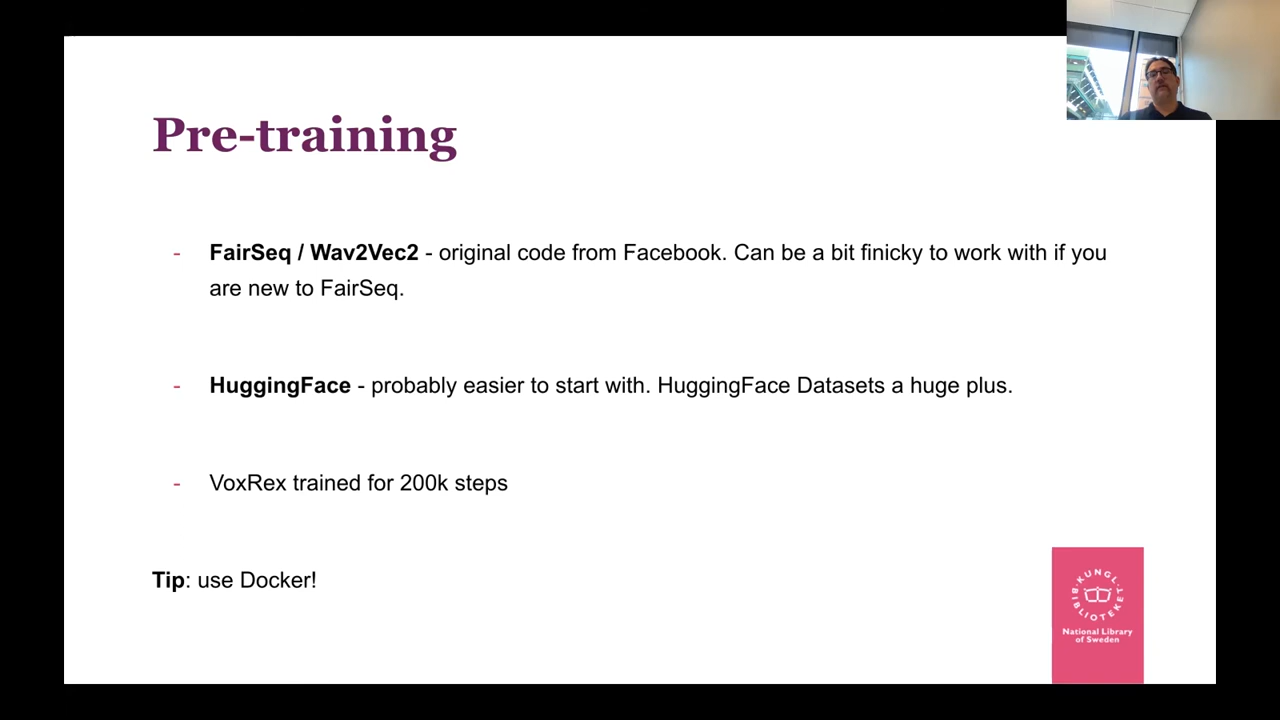 Pre-training
- FairSeq / Wav2Vec2 - original code from Facebook. Can be a bit finicky to work with if you
are new to FairSeq.
- HuggingFace - probably easier to start with. HuggingFace Datasets a huge plus.
- VoxRex trained for 200k steps
Tip: use Docker!
KUNGL·
BIBLIOTEKET·
National Library
of Sweden